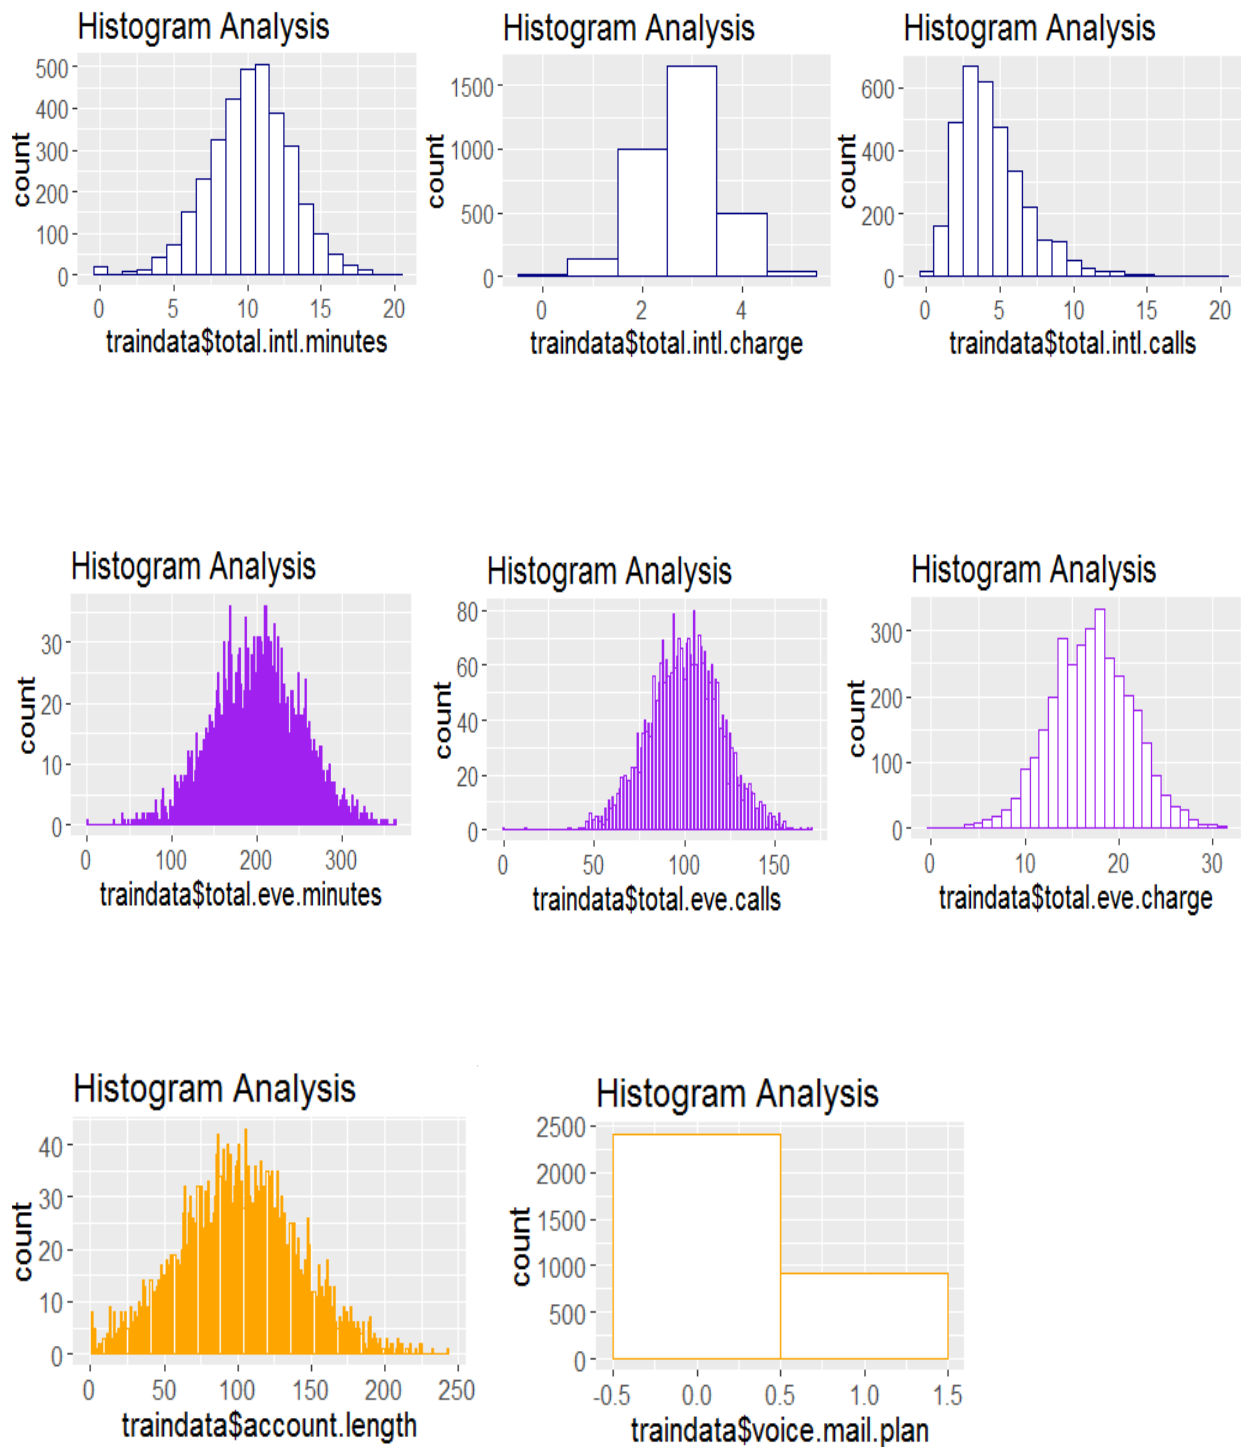 Histogram Analysis
500
400
300
200
100
0
count
0 5 10 15 20
traindata$total.intl.minutes
Histogram Analysis
1500
1000
500
0
count
0 2 4
traindata$total.intl.charge
Histogram Analysis
600
400
200
0
count
0 5 10 15 20
traindata$total.intl.calls
Histogram Analysis
30
20
10
0
count
0 100 200 300
traindata$total.eve.minutes
Histogram Analysis
80
60
40
20
0
count
0 50 100 150
traindata$total.eve.calls
Histogram Analysis
300
200
100
0
count
0 10 20 30
traindata$total.eve.charge
Histogram Analysis
40
30
20
10
0
count
0 50 100 150 200 250
traindata$account.length
Histogram Analysis
2500
2000
1500
1000
500
0
count
-0.5 0.0 0.5 1.0 1.5
traindata$voice.mail.plan